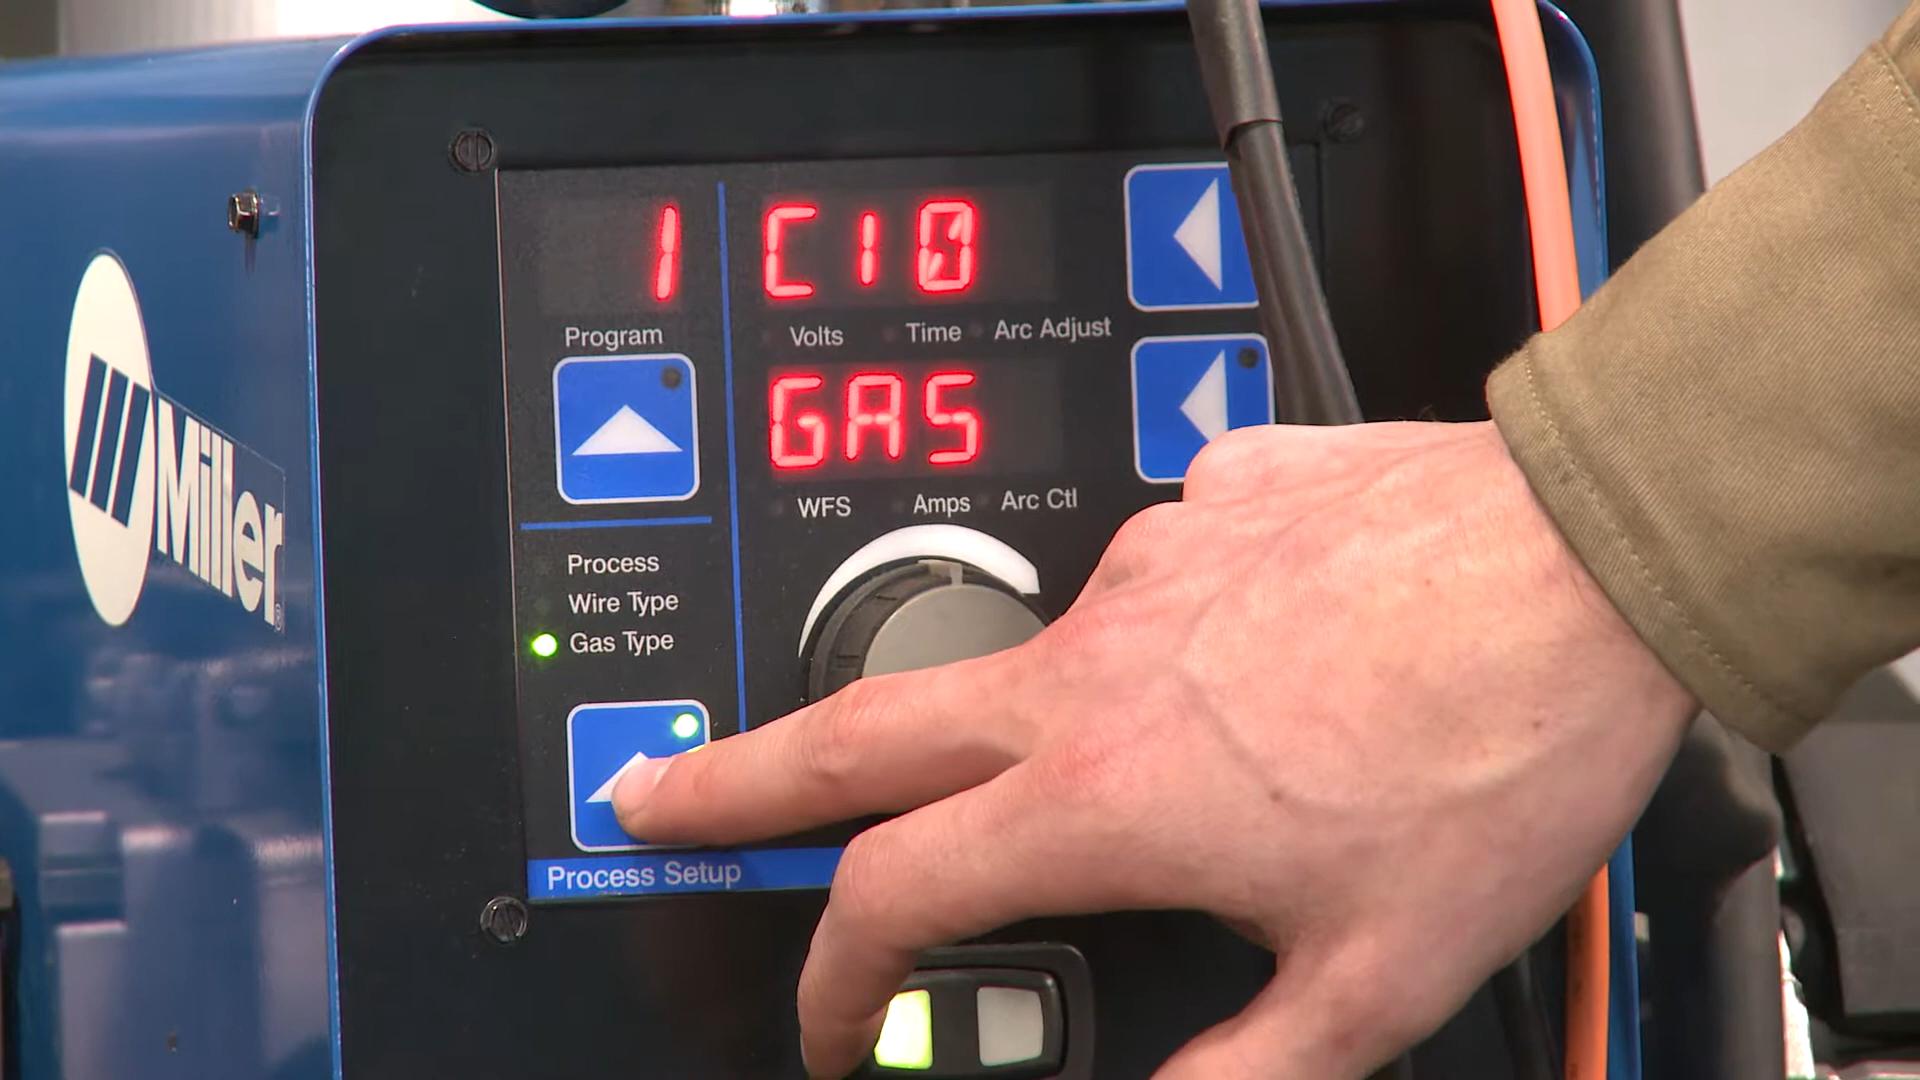 Miller
1
C10
Program
Volts Time Arc Adjust
GAS
WFS Amps Arc Ctl
Process
Wire Type
Gas Type
Process Setup